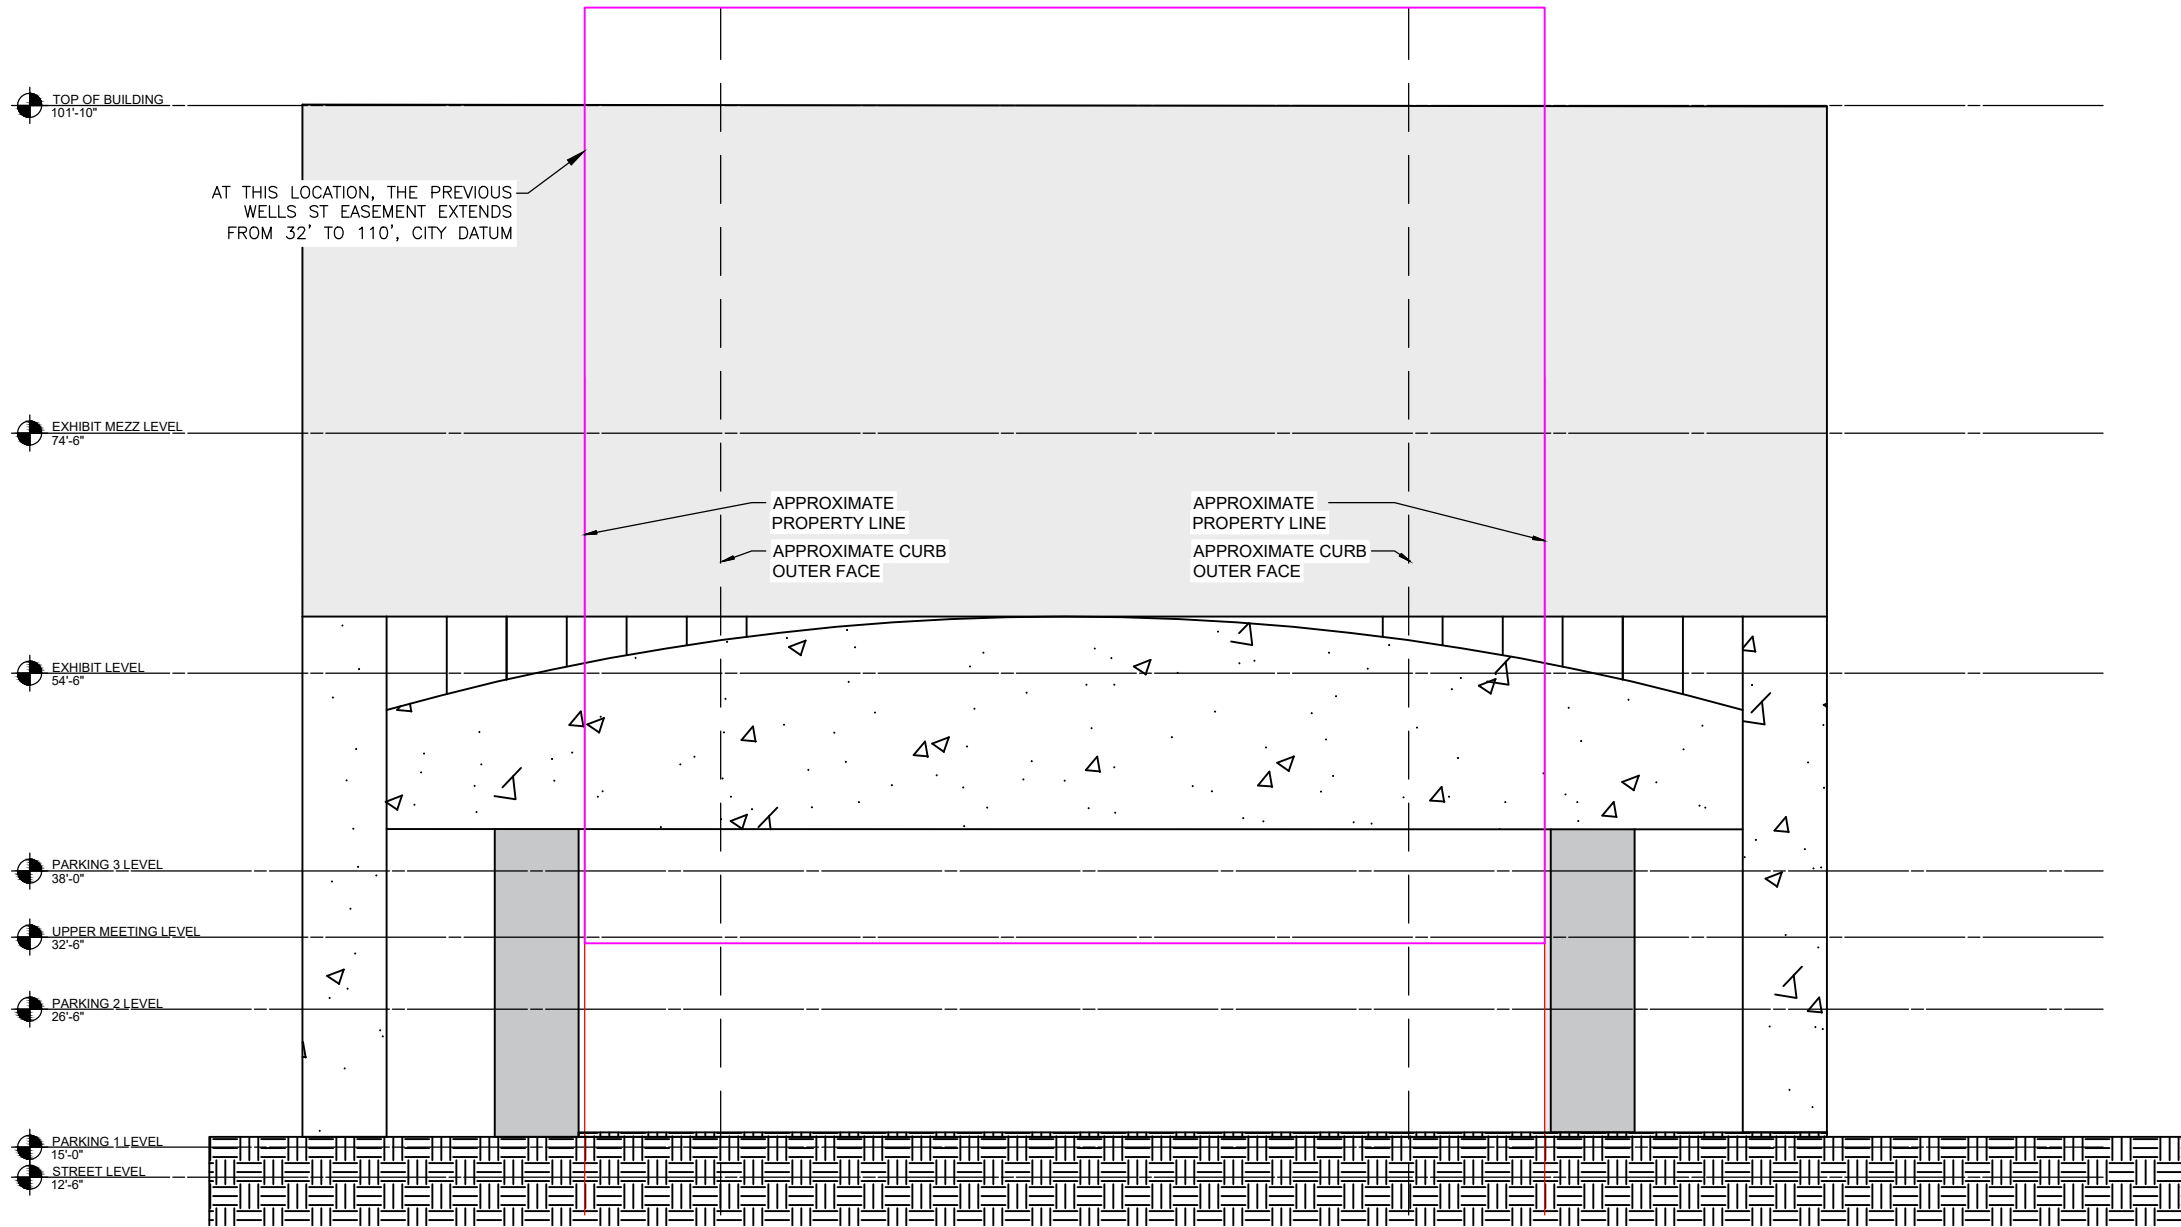 TOP OF BUILDING
101'-10"
AT THIS LOCATION, THE PREVIOUS
WELLS ST EASEMENT EXTENDS
FROM 32' TO 110', CITY DATUM
EXHIBIT MEZZ LEVEL
74'-6"
APPROXIMATE
PROPERTY LINE
APPROXIMATE CURB
OUTER FACE
APPROXIMATE
PROPERTY LINE
APPROXIMATE CURB
OUTER FACE
EXHIBIT LEVEL
54'-6"
PARKING 3 LEVEL
38'-0"
UPPER MEETING LEVEL
32'-6"
PARKING 2 LEVEL
26'-6"
PARKING 1 LEVEL
15'-0"
STREET LEVEL
12'-6"